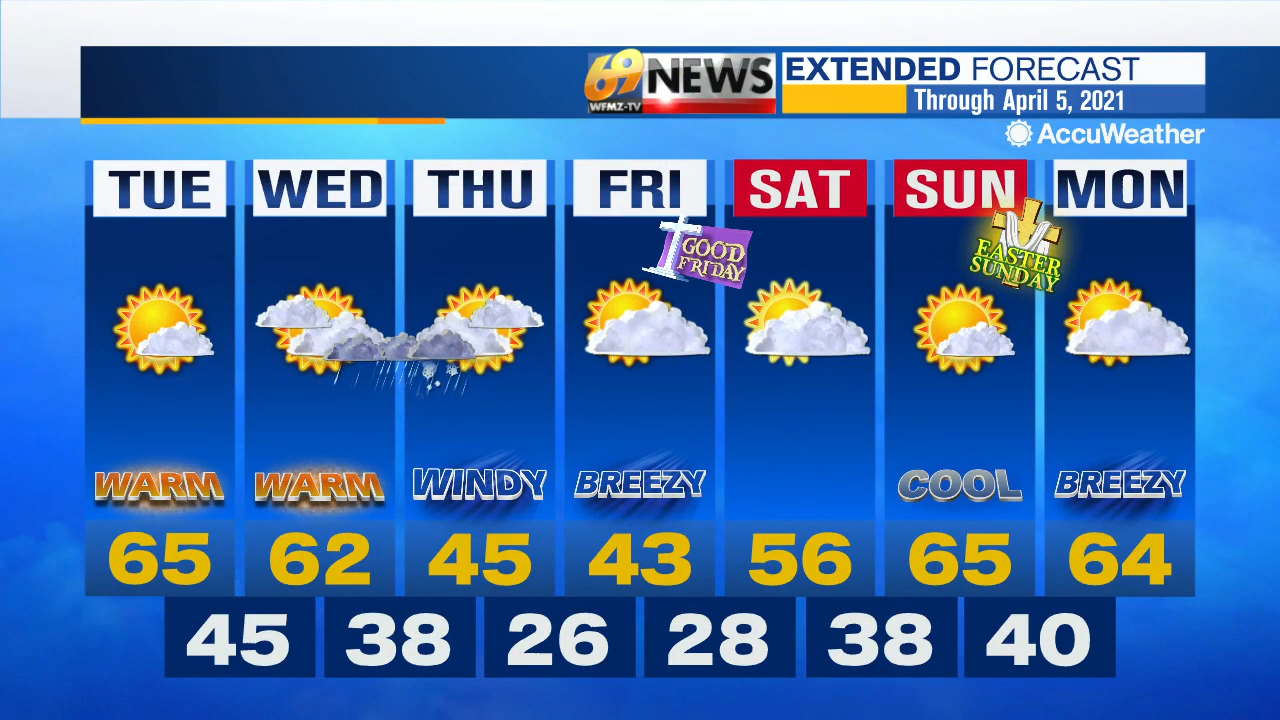 69 NEWS
WFMZ-TV
EXTENDED FORECAST
Through April 5, 2021
AccuWeather
TUE WED THU FRI SAT SUN MON
GOOD
FRIDAY
EASTER
SUNDAY
WARM WARM WINDY BREEZY COOL BREEZY
65 62 45 43 56 65 64
45 38 26 28 38 40